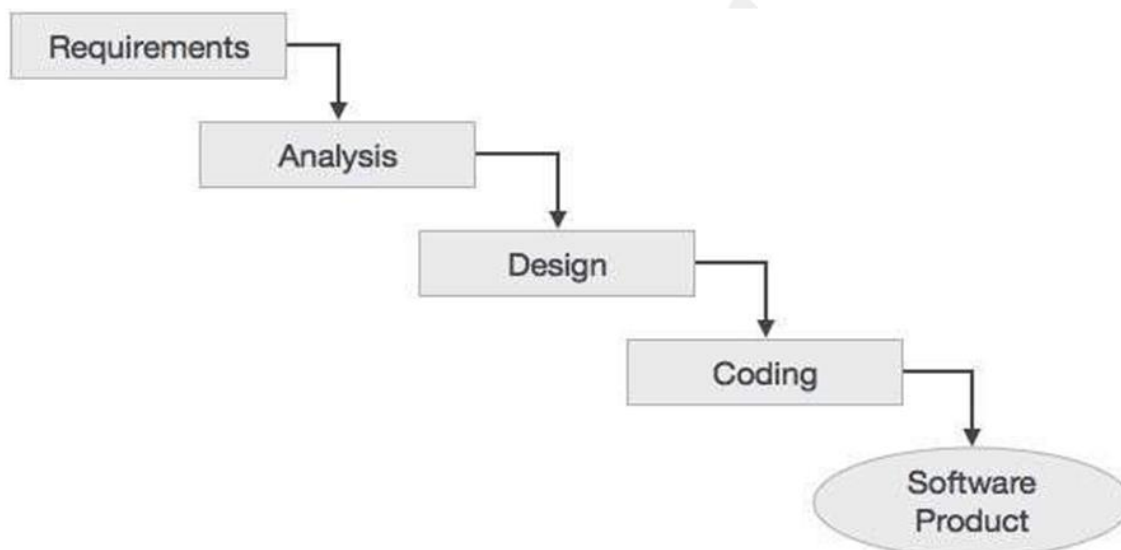 Requirements
Analysis
Design
Coding
Software
Product